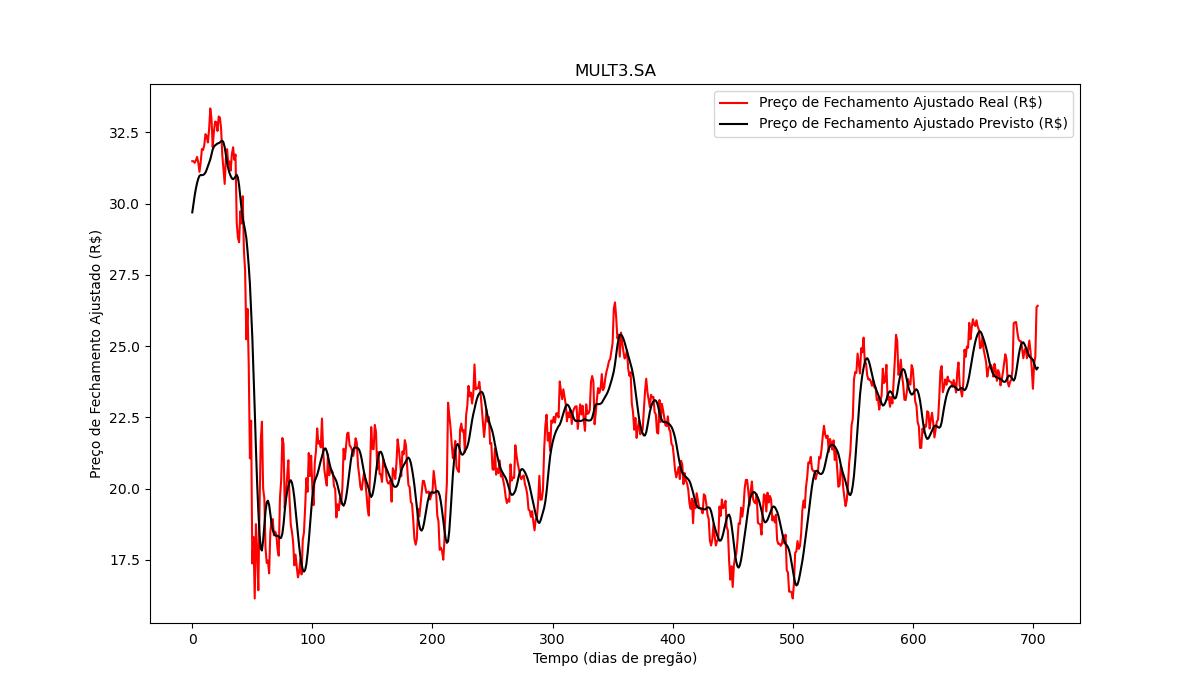 MULT3.SA
Preço de Fechamento Ajustado Real (R$)
Preço de Fechamento Ajustado Previsto (R$)
Preço de Fechamento Ajustado (R$)
32.5
30.0
27.5
25.0
22.5
20.0
17.5
0 100 200 300 400 500 600 700
Tempo (dias de pregão)